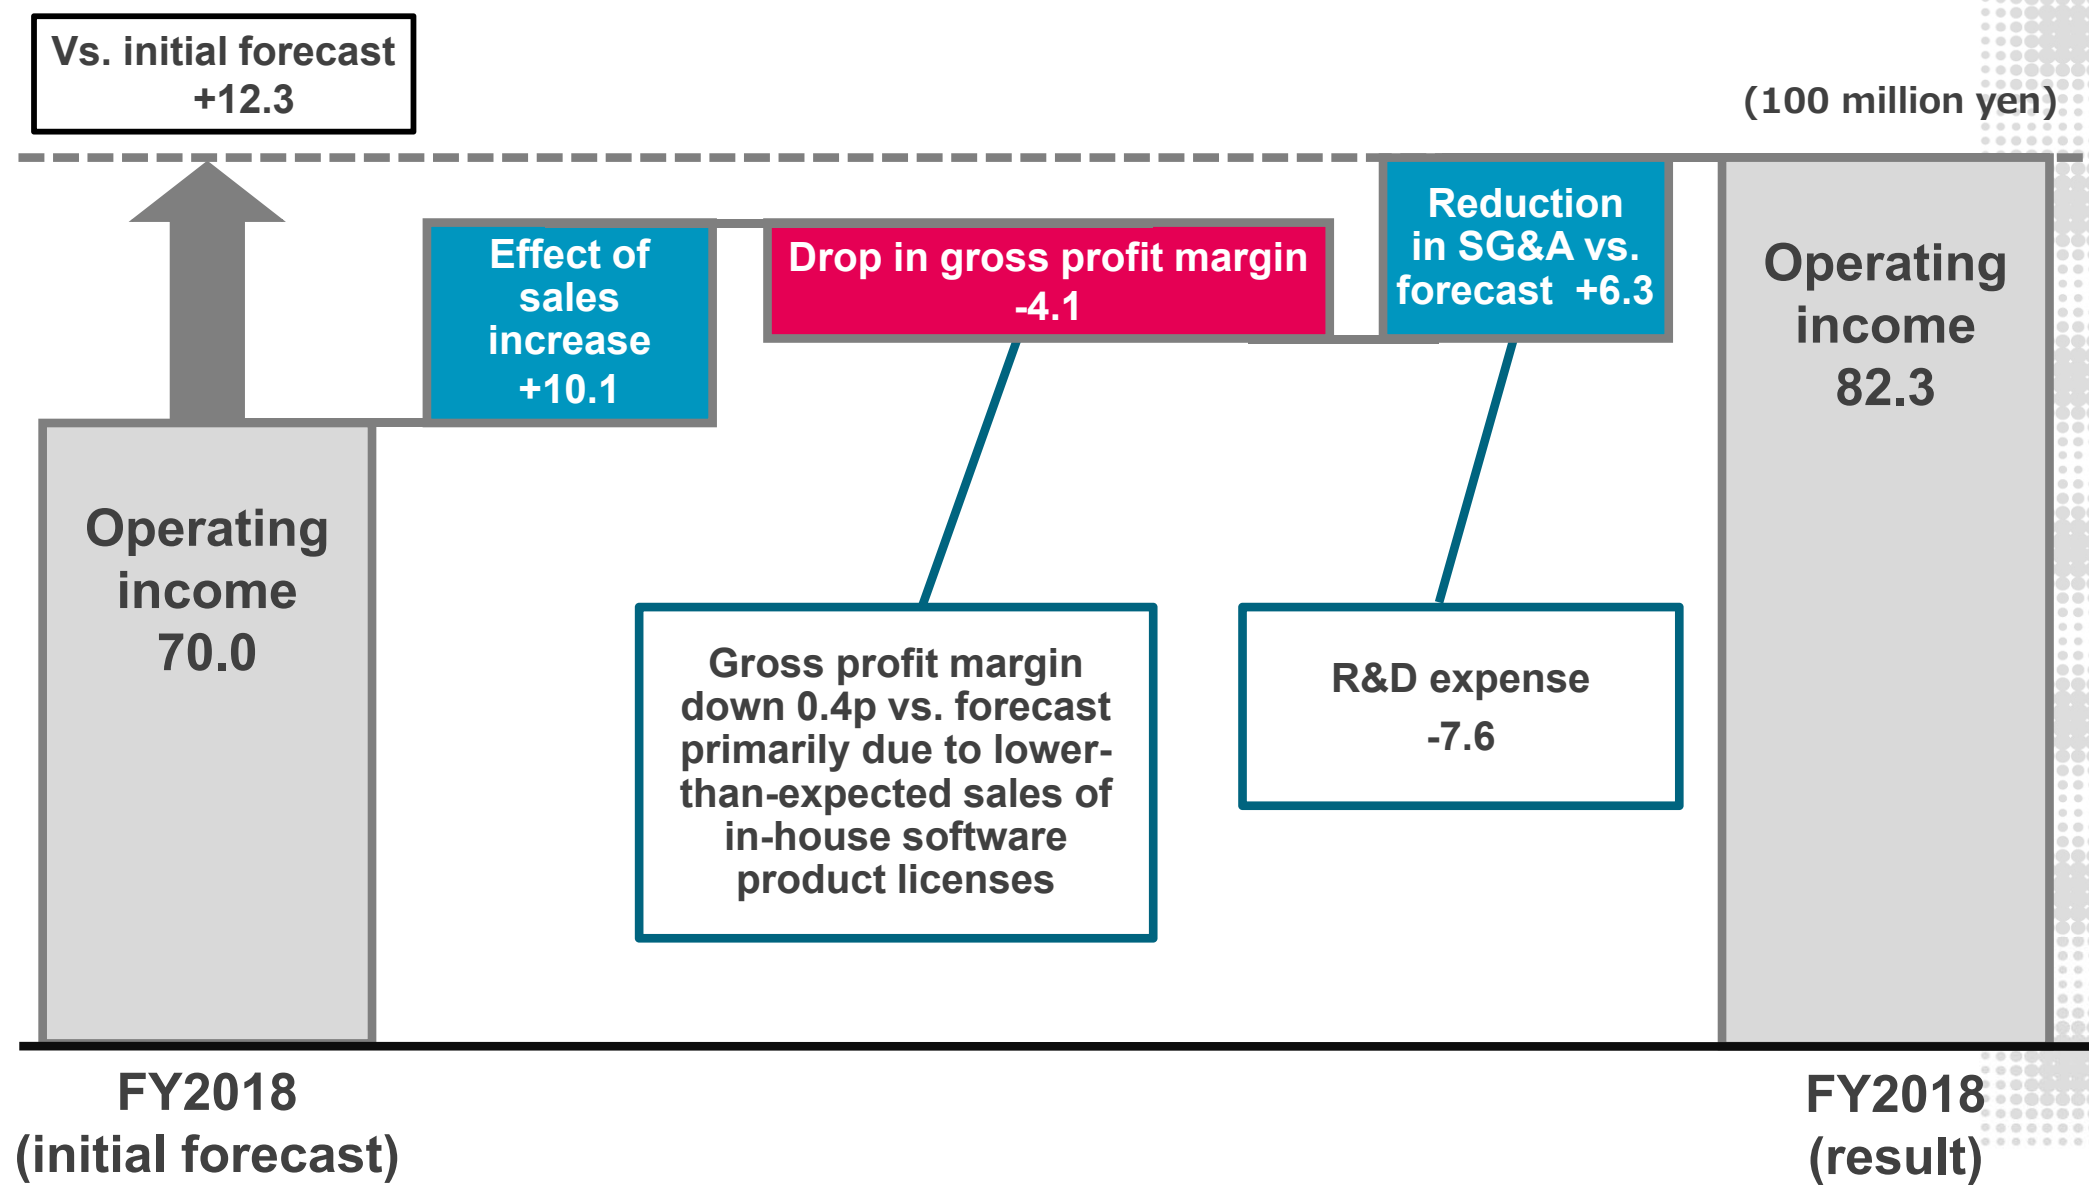 Vs. initial forecast
+12.3
(100 million yen)
Effect of
sales
increase
+10.1
Drop in gross profit margin
-4.1
Reduction
in SG&A vs.
forecast +6.3
Operating
income
82.3
Operating
income
70.0
Gross profit margin
down 0.4p vs. forecast
primarily due to lower-
than-expected sales of
in-house software
product licenses
R&D expense
-7.6
FY2018
(initial forecast)
FY2018
(result)